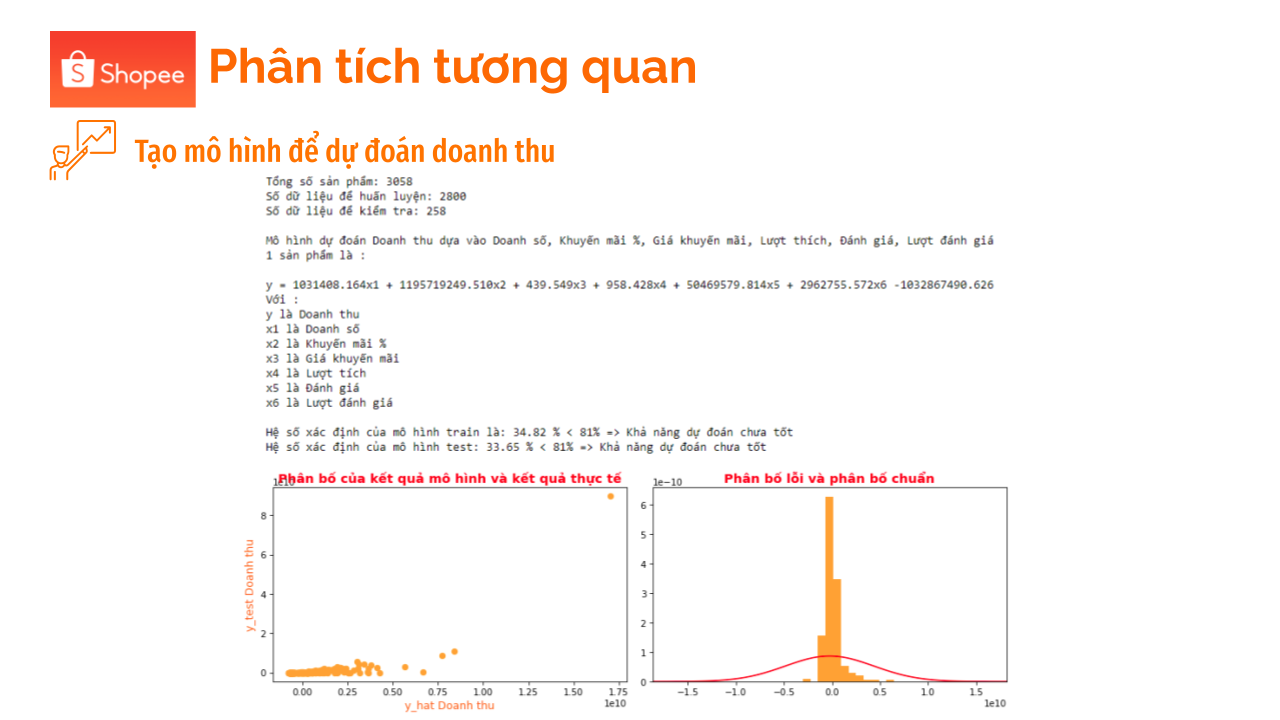 Shopee
Phân tích tương quan
Tạo mô hình để dự đoán doanh thu
Tổng số sản phẩm: 3058
Số dữ liệu để huấn luyện: 2800
Số dữ liệu để kiểm tra: 258
Mô hình dự đoán Doanh thu dựa vào Doanh số, Khuyến mãi %, Giá khuyến mãi, Lượt thích, Đánh giá, Lượt đánh giá
1 sản phẩm là :
y = 1031408.164x1 + 1195719249.510x2 + 439.549x3 + 958.428x4 + 50469579.814x5 + 2962755.572x6 -1032867490.626
Với :
y là Doanh thu
x1 là Doanh số
x2 là Khuyến mãi %
x3 là Giá khuyến mãi
x4 là Lượt tích
x5 là Đánh giá
x6 là Lượt đánh giá
Hệ số xác định của mô hình train là: 34.82 % < 81% => Khả năng dự đoán chưa tốt
Hệ số xác định của mô hình test: 33.65 % < 81% => Khả năng dự đoán chưa tốt
Phân bố của kết quả mô hình và kết quả thực tế
1e10
8
6
4
2
0
y_test Doanh thu
0.00 0.25 0.50 0.75 1.00 1.25 1.50 1.75
1e10
y_hat Doanh thu
Phân bố lỗi và phân bố chuẩn
1e−10
6
5
4
3
2
1
0
−1.5 −1.0 −0.5 0.0 0.5 1.0 1.5
1e10